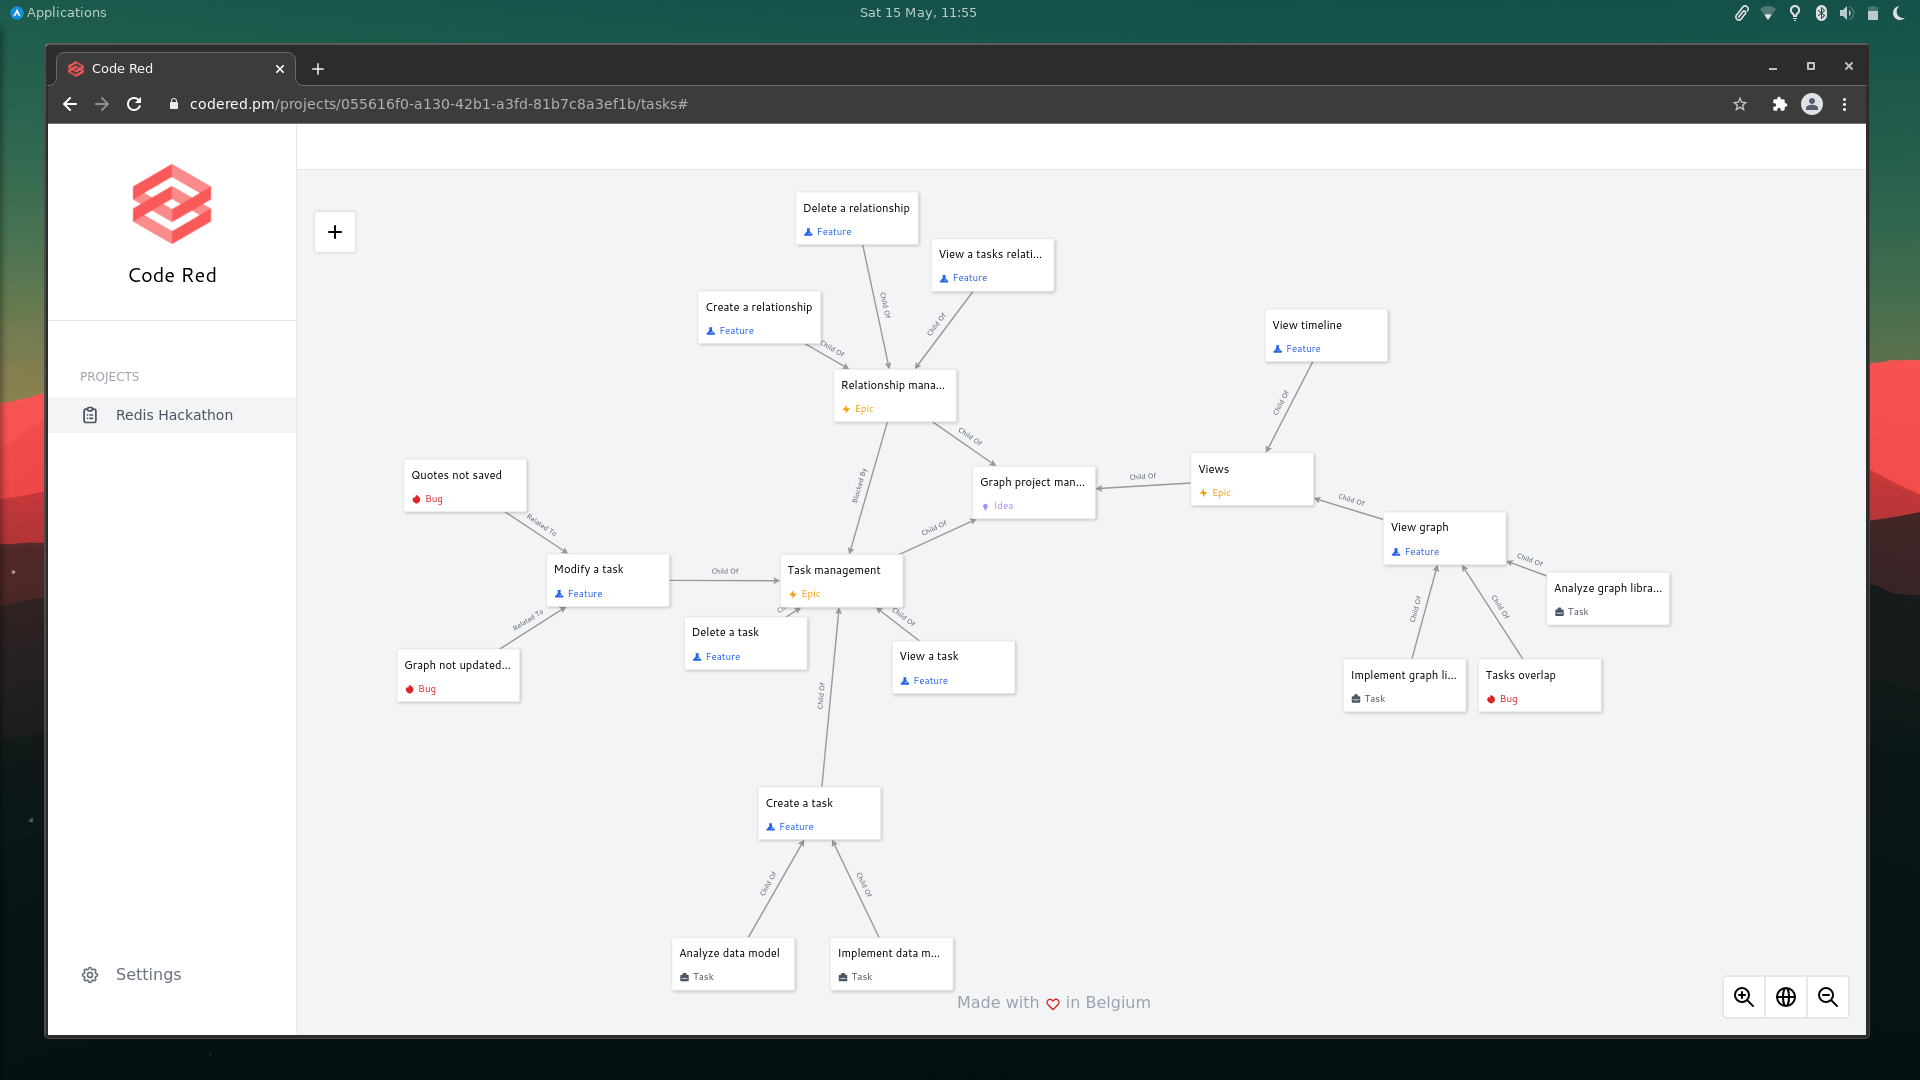 Applications
Sat 15 May, 11:55
Code Red
codered.pm/projects/055616f0-a130-42b1-a3fd-81b7c8a3ef1b/tasks#
Code Red
PROJECTS
Redis Hackathon
Settings
Delete a relationship
Feature
View a tasks relati...
Feature
Create a relationship
Feature
Child Of
Child Of
Child Of
View timeline
Feature
Child Of
Relationship mana...
Epic
Child Of
Blocked By
Quotes not saved
Bug
Related To
Graph project man...
Idea
Child Of
Views
Epic
Child Of
View graph
Feature
Child Of
Child Of
Analyze graph libra...
Task
Modify a task
Feature
Child Of
Task management
Epic
Related To
Graph not updated...
Bug
Delete a task
Feature
Child Of
View a task
Feature
Child Of
Child Of
Child Of
Implement graph li...
Task
Tasks overlap
Bug
Create a task
Feature
Child Of
Child Of
Analyze data model
Task
Implement data m...
Task
Made with in Belgium